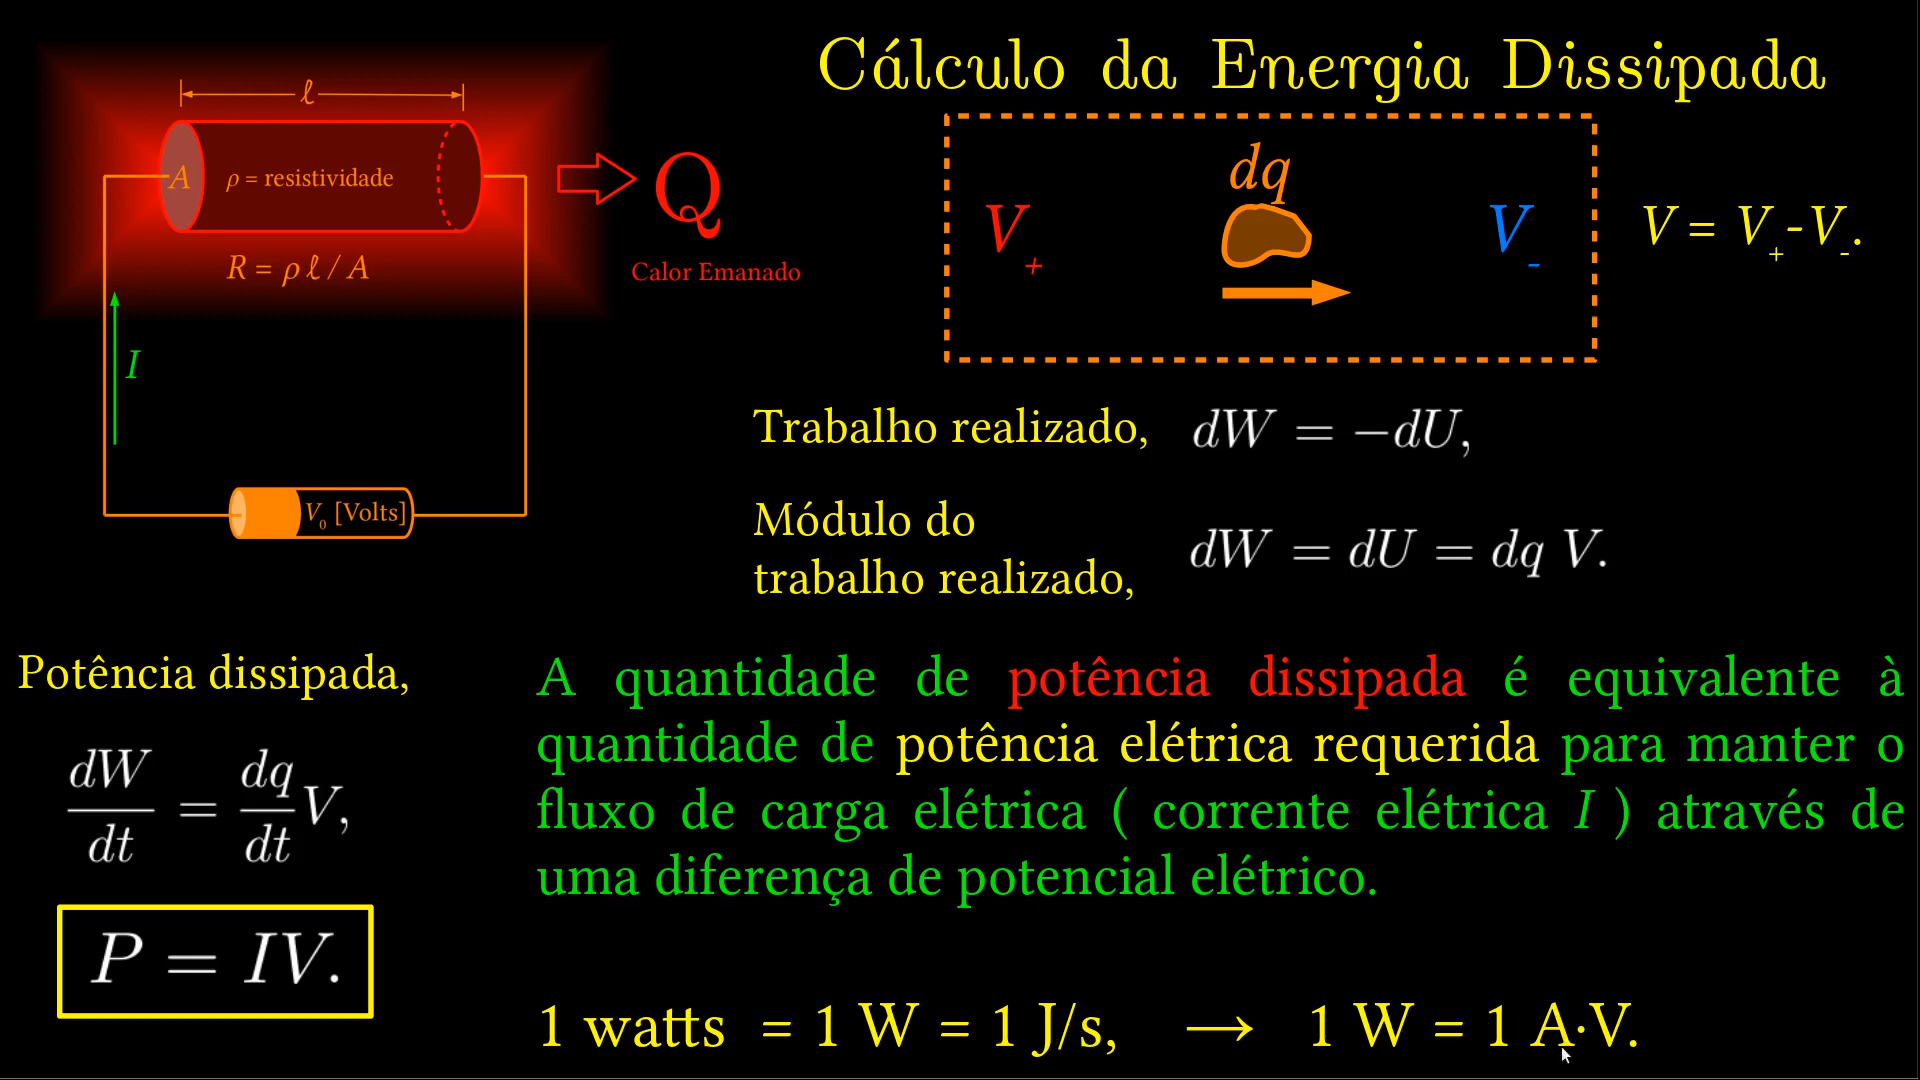 Cálculo da Energia Dissipada
ℓ
A
ρ = resistividade
R = ρ ℓ / A
I
V₀ [Volts]
Q
Calor Emanado
dq
V₊
V₋
V = V₊-V₋.
Trabalho realizado, dW = −dU,
Módulo do
trabalho realizado,
dW = dU = dq V.
Potência dissipada,
dW/dt = dq/dt V,
P = IV.
A quantidade de potência dissipada é equivalente à
quantidade de potência elétrica requerida para manter o
fluxo de carga elétrica ( corrente elétrica I ) através de
uma diferença de potencial elétrico.
1 watts = 1 W = 1 J/s, → 1 W = 1 A·V.